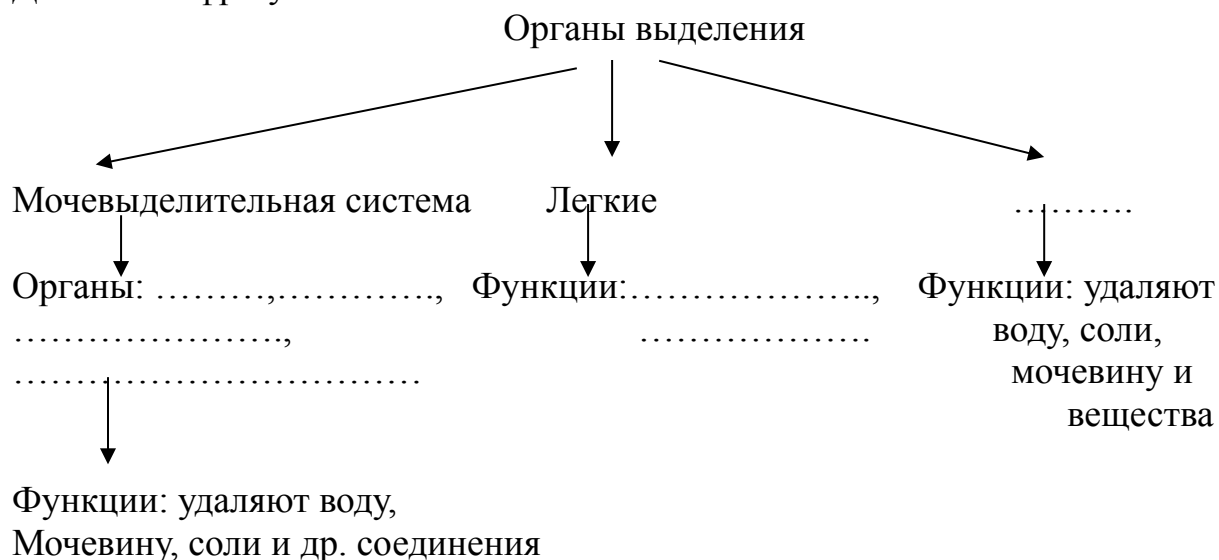 Органы выделения
Мочевыделительная система Легкие ……….
Органы: ………,…………., Функции:……………….., Функции: удаляют
…………………., ………………. воду, соли,
………………………………… мочевину и
вещества
Функции: удаляют воду,
Мочевину, соли и др. соединения